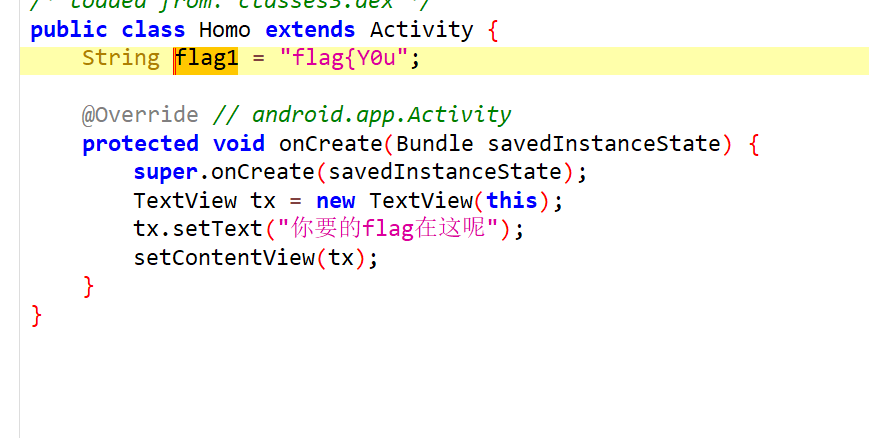 /* loaded from: classes3.dex */
public class Homo extends Activity {
String flag1 = "flag{Y0u";
@Override // android.app.Activity
protected void onCreate(Bundle savedInstanceState) {
super.onCreate(savedInstanceState);
TextView tx = new TextView(this);
tx.setText("你要的flag在这呢");
setContentView(tx);
}
}